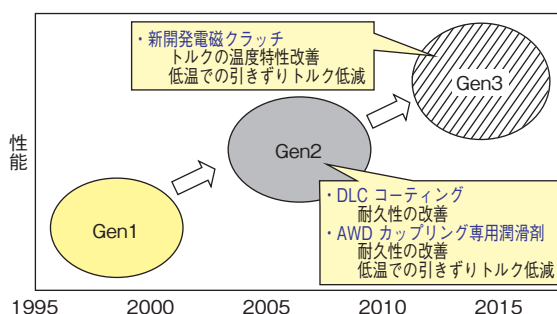 ・新開発電磁クラッチ
トルクの温度特性改善
低温での引きずりトルク低減
Gen3
性能
Gen2
・DLC コーティング
耐久性の改善
・AWD カップリング専用潤滑剤
耐久性の改善
低温での引きずりトルク低減
Gen1
1995 2000 2005 2010 2015